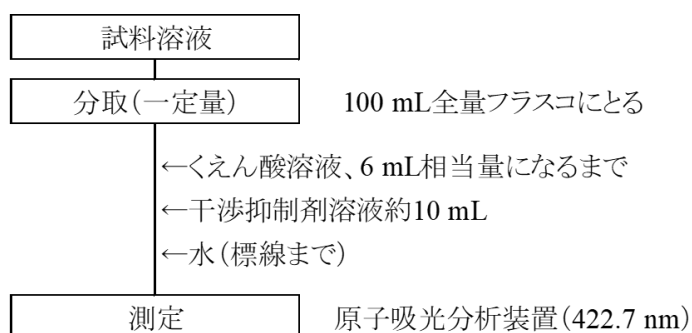 試料溶液
分取(一定量) 100 mL全量フラスコにとる
←くえん酸溶液、6 mL相当量になるまで
←干渉抑制剤溶液約10 mL
←水(標線まで)
測定 原子吸光分析装置(422.7 nm)